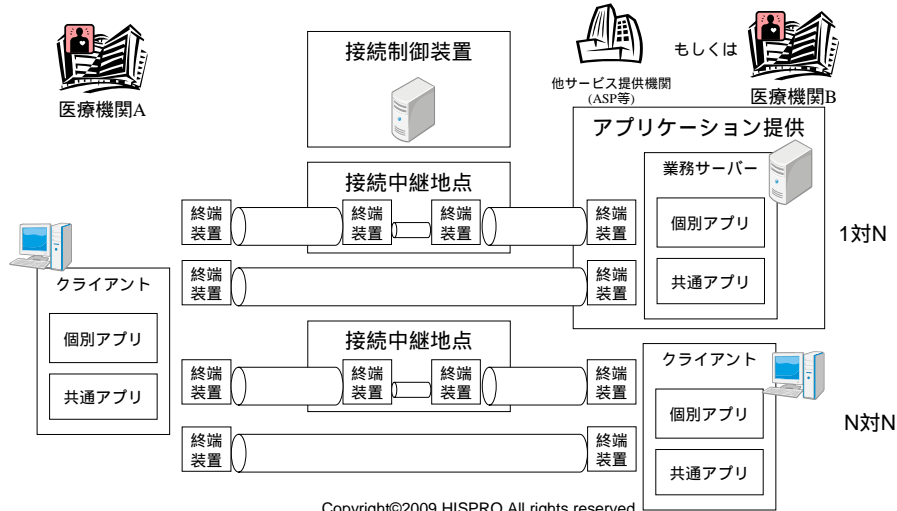 医療機関A
接続制御装置
他サービス提供機関
(ASP等)
もしくは
医療機関B
アプリケーション提供
業務サーバー
個別アプリ
共通アプリ
1対N
接続中継地点
終端
装置
終端
装置
終端
装置
終端
装置
終端
装置
終端
装置
クライアント
個別アプリ
共通アプリ
接続中継地点
終端
装置
終端
装置
終端
装置
終端
装置
終端
装置
終端
装置
クライアント
個別アプリ
共通アプリ
N対N
Copyright©2009 HISPRO All rights reserved